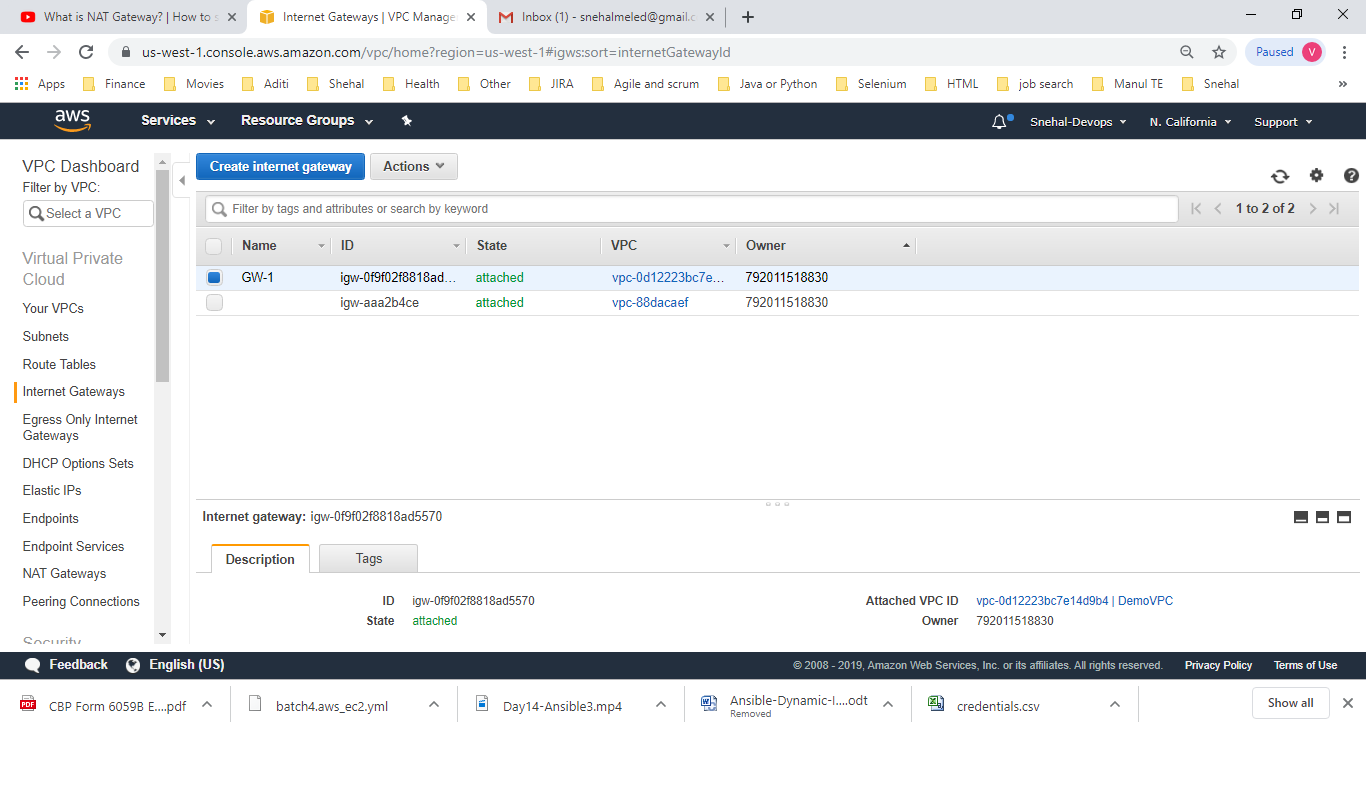 What is NAT Gateway? | How to s
Internet Gateways | VPC Manage
Inbox (1) - snehalmeled@gmail.c
us-west-1.console.aws.amazon.com/vpc/home?region=us-west-1#igws:sort=internetGatewayId
Paused V
Apps Finance Movies Aditi Shehal Health Other JIRA Agile and scrum Java or Python Selenium HTML job search Manul TE Snehal »
aws Services Resource Groups Snehal-Devops N. California Support
VPC Dashboard
Filter by VPC:
Select a VPC
Virtual Private
Cloud
Your VPCs
Subnets
Route Tables
Internet Gateways
Egress Only Internet
Gateways
DHCP Options Sets
Elastic IPs
Endpoints
Endpoint Services
NAT Gateways
Peering Connections
Security
Create internet gateway Actions
Filter by tags and attributes or search by keyword
1 to 2 of 2
Name ID State VPC Owner
GW-1 igw-0f9f02f8818ad... attached vpc-0d12223bc7e... 792011518830
igw-aaa2b4ce attached vpc-88dacaef 792011518830
Internet gateway: igw-0f9f02f8818ad5570
Description Tags
ID igw-0f9f02f8818ad5570 Attached VPC ID vpc-0d12223bc7e14d9b4 | DemoVPC
State attached Owner 792011518830
Feedback English (US) © 2008 - 2019, Amazon Web Services, Inc. or its affiliates. All rights reserved. Privacy Policy Terms of Use
PDF CBP Form 6059B E....pdf
batch4.aws_ec2.yml
Day14-Ansible3.mp4
Ansible-Dynamic-I....odt
Removed
credentials.csv
Show all